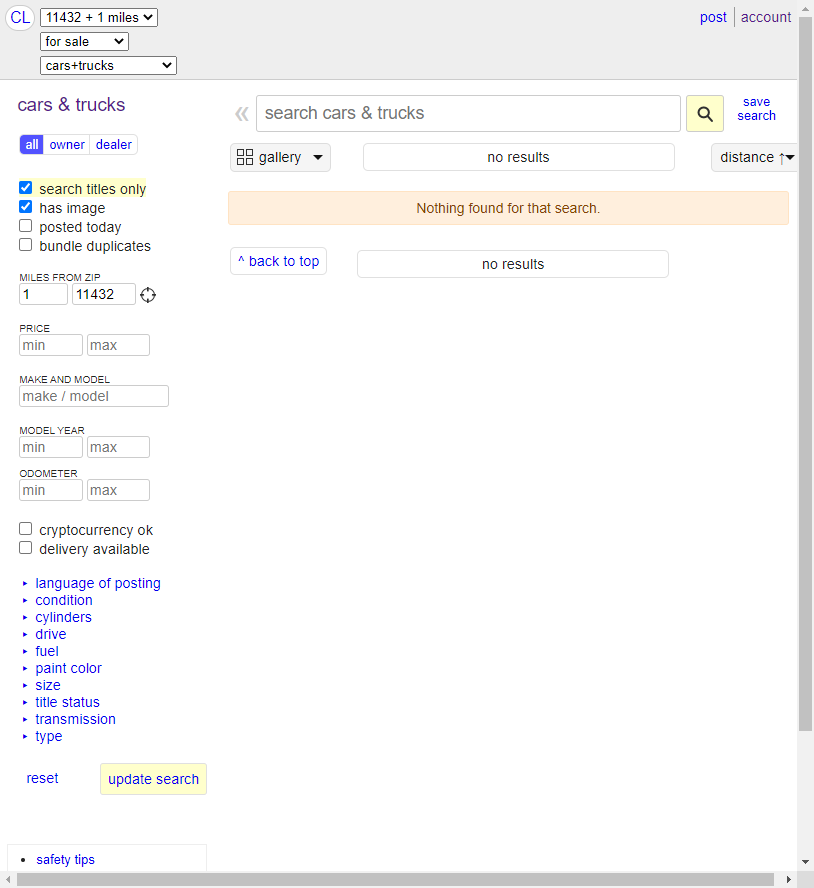 CL
11432 + 1 miles
for sale
cars+trucks
post
account
cars & trucks
all owner dealer
search titles only
has image
posted today
bundle duplicates
MILES FROM ZIP
1 11432
PRICE
min max
MAKE AND MODEL
make / model
MODEL YEAR
min max
ODOMETER
min max
cryptocurrency ok
delivery available
language of posting
condition
cylinders
drive
fuel
paint color
size
title status
transmission
type
reset update search
safety tips
« search cars & trucks
save
search
gallery no results distance ↑
Nothing found for that search.
^ back to top no results